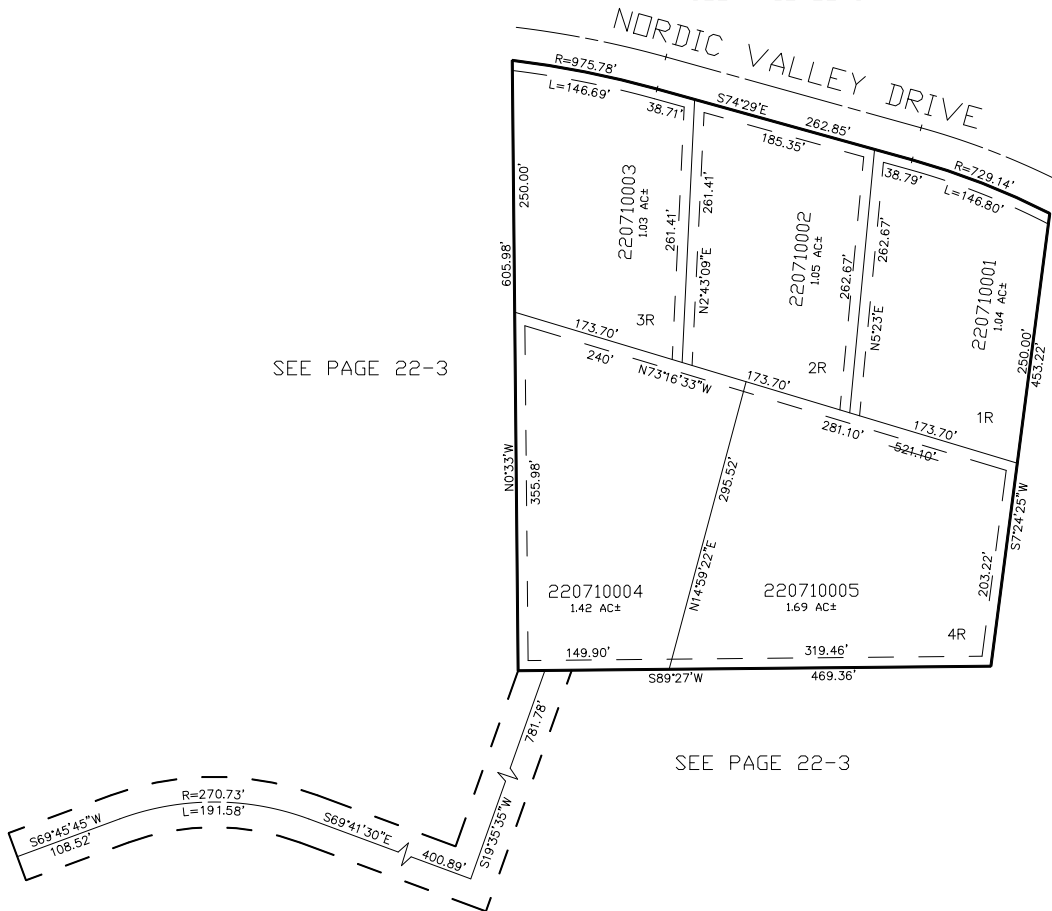 NORDIC VALLEY DRIVE
R=975.78'
L=146.69'
38.71'
S74°29'E
262.85'
185.35'
38.79'
R=729.14'
L=146.80'
250.00'
605.98'
220710003
1.03 AC±
261.41'
261.41'
N2°43'09"E
3R
220710002
1.05 AC±
262.67'
262.67'
N5°23'E
2R
220710001
1.04 AC±
250.00'
453.22'
1R
173.70'
240'
N73°16'33"W
173.70'
281.10'
173.70'
521.10'
SEE PAGE 22-3
N0°33'W
355.98'
295.52'
N14°59'22"E
S7°24'25"W
203.22'
220710004
1.42 AC±
220710005
1.69 AC±
4R
149.90'
319.46'
S89°27'W
469.36'
781.78'
SEE PAGE 22-3
R=270.73'
L=191.58'
S69°45'45"W
108.52'
S69°41'30"E
400.89'
S19°35'35"W